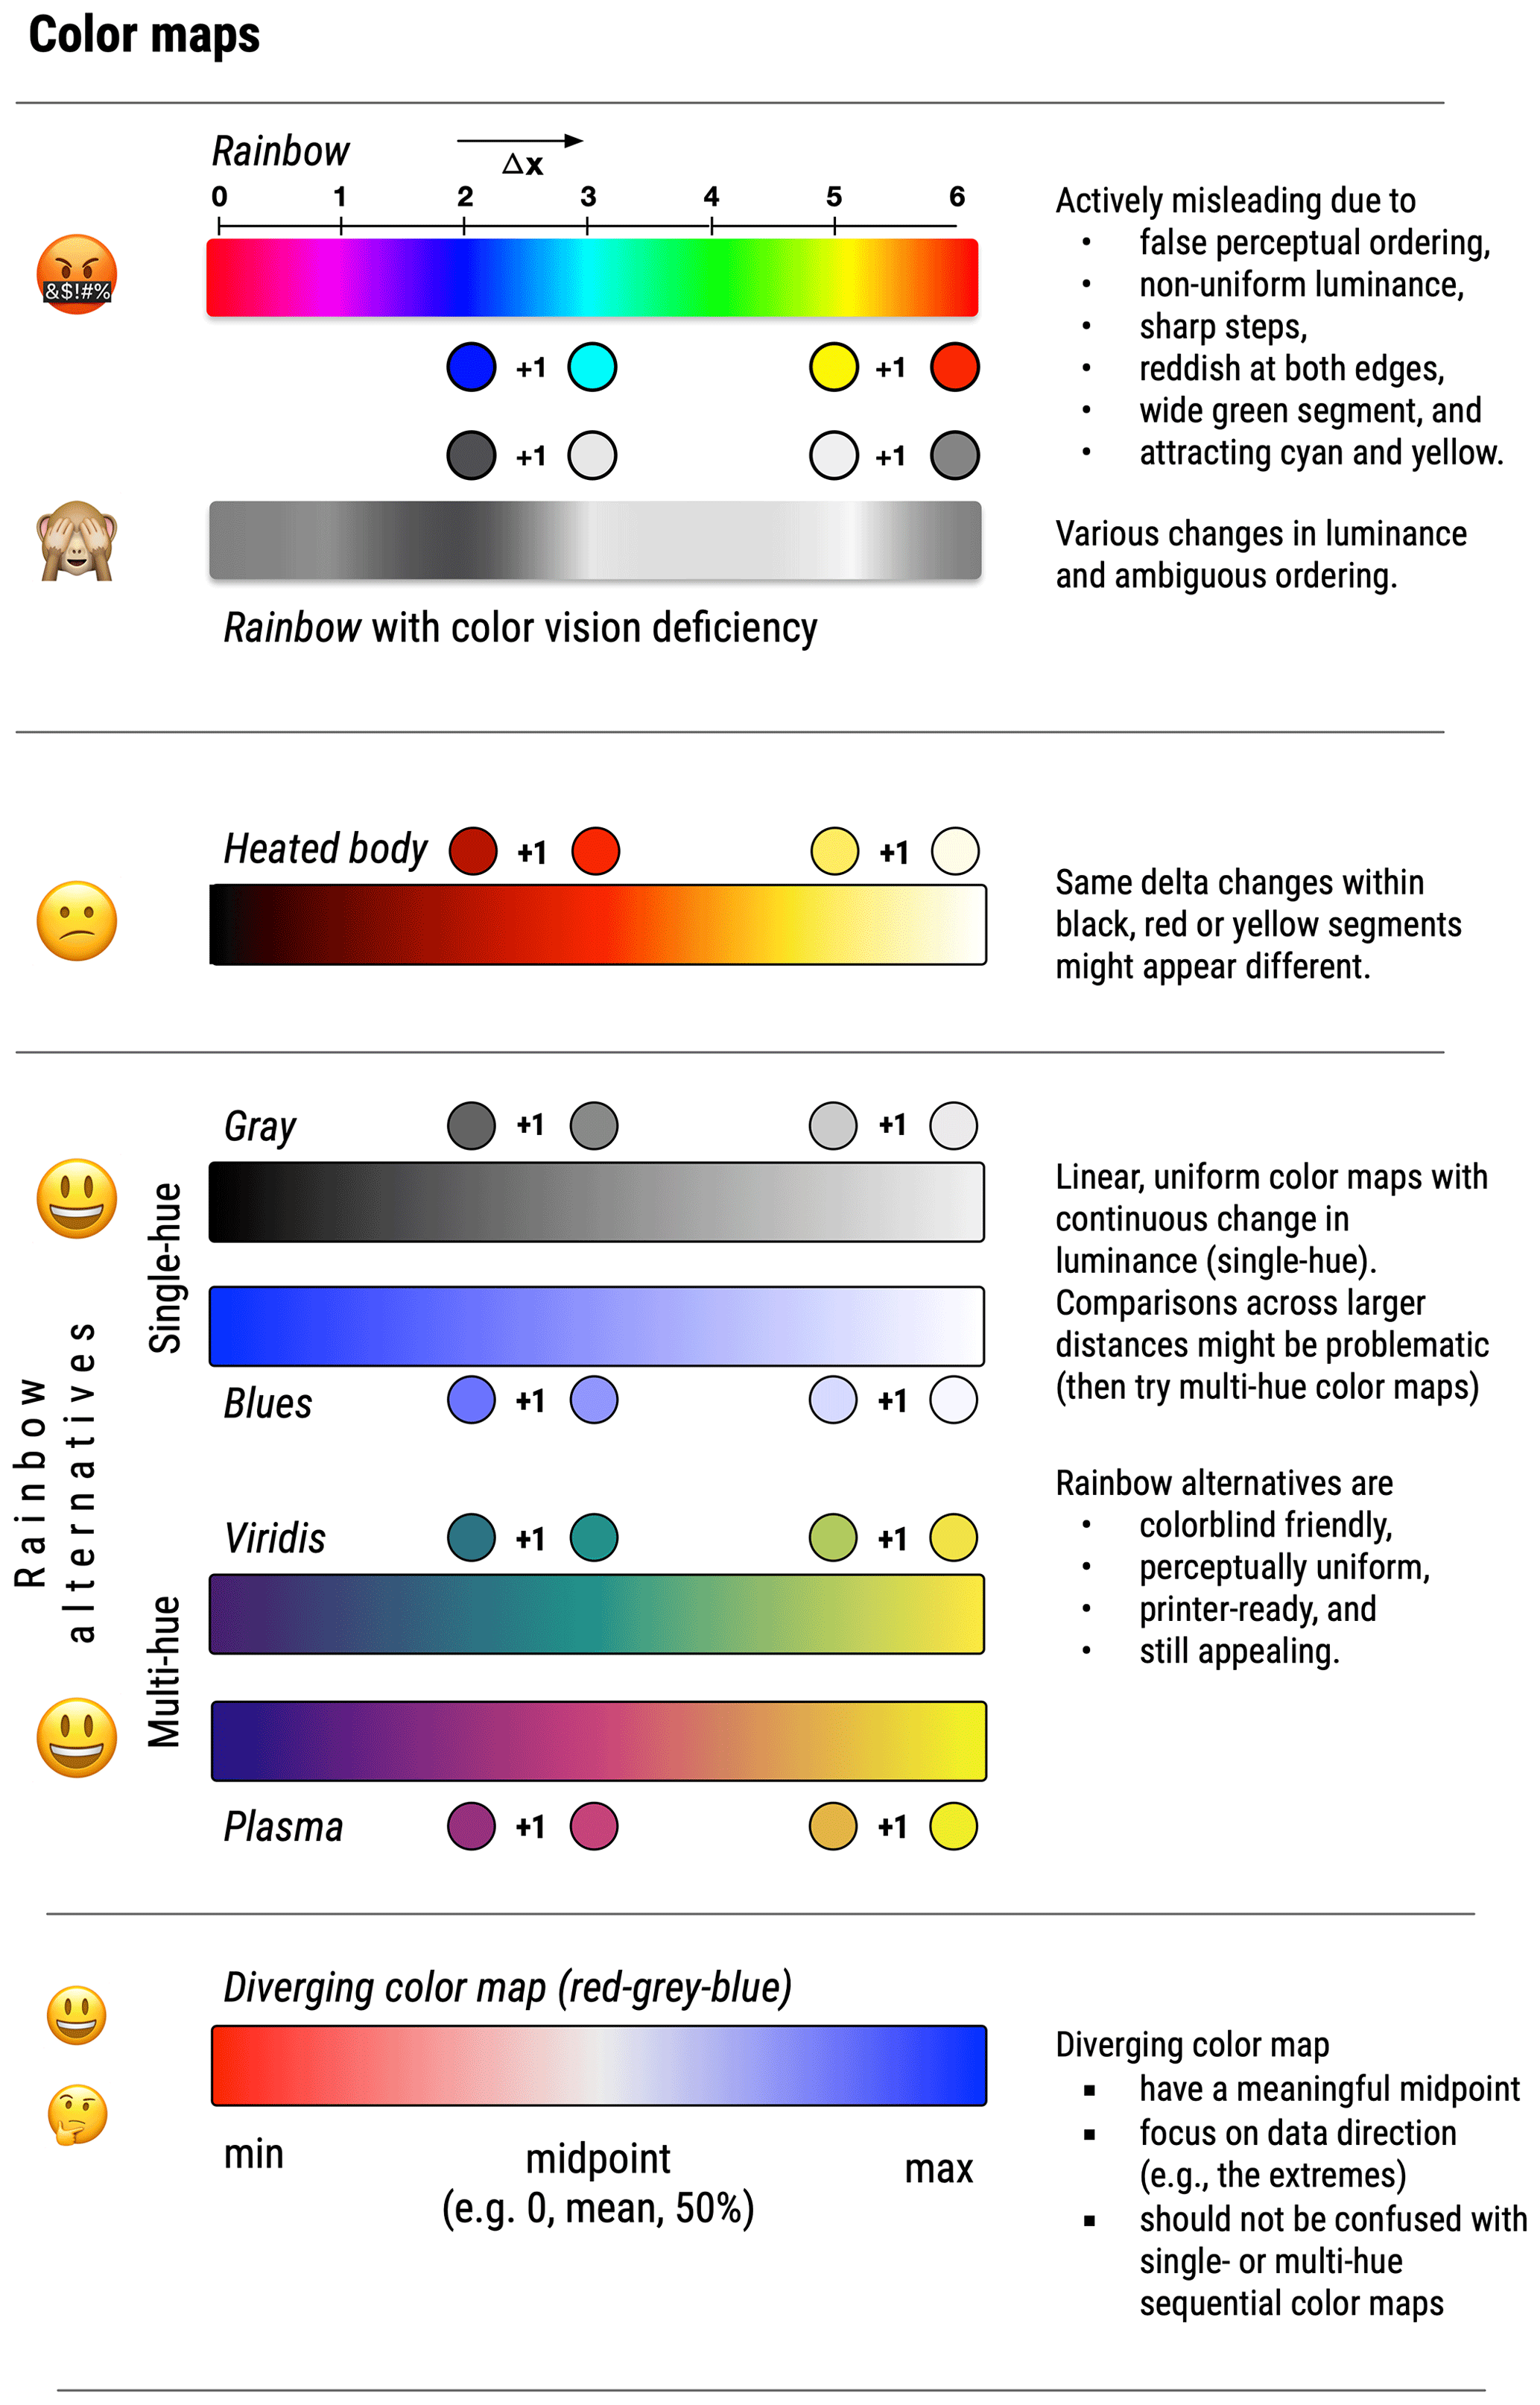 Color maps
Rainbow
Δx
0 1 2 3 4 5 6
&$!#%
+1 +1
+1 +1
Rainbow with color vision deficiency
Actively misleading due to
• false perceptual ordering,
• non-uniform luminance,
• sharp steps,
• reddish at both edges,
• wide green segment, and
• attracting cyan and yellow.
Various changes in luminance
and ambiguous ordering.
Heated body +1 +1
Same delta changes within
black, red or yellow segments
might appear different.
Rainbow
alternatives
Single-hue
Gray +1 +1
Blues +1 +1
Linear, uniform color maps with
continuous change in
luminance (single-hue).
Comparisons across larger
distances might be problematic
(then try multi-hue color maps)
Multi-hue
Viridis +1 +1
Plasma +1 +1
Rainbow alternatives are
• colorblind friendly,
• perceptually uniform,
• printer-ready, and
• still appealing.
Diverging color map (red-grey-blue)
min midpoint max
(e.g. 0, mean, 50%)
Diverging color map
▪ have a meaningful midpoint
▪ focus on data direction
(e.g., the extremes)
▪ should not be confused with
single- or multi-hue
sequential color maps